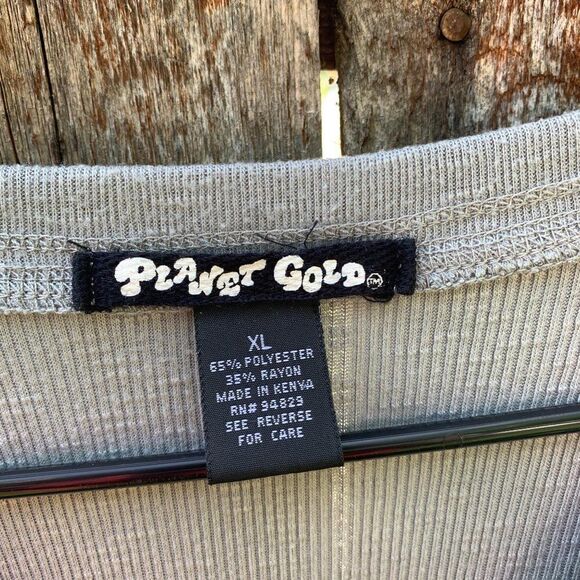 PLANET GOLD TM
XL
65% POLYESTER
35% RAYON
MADE IN KENYA
RN# 94829
SEE REVERSE
FOR CARE